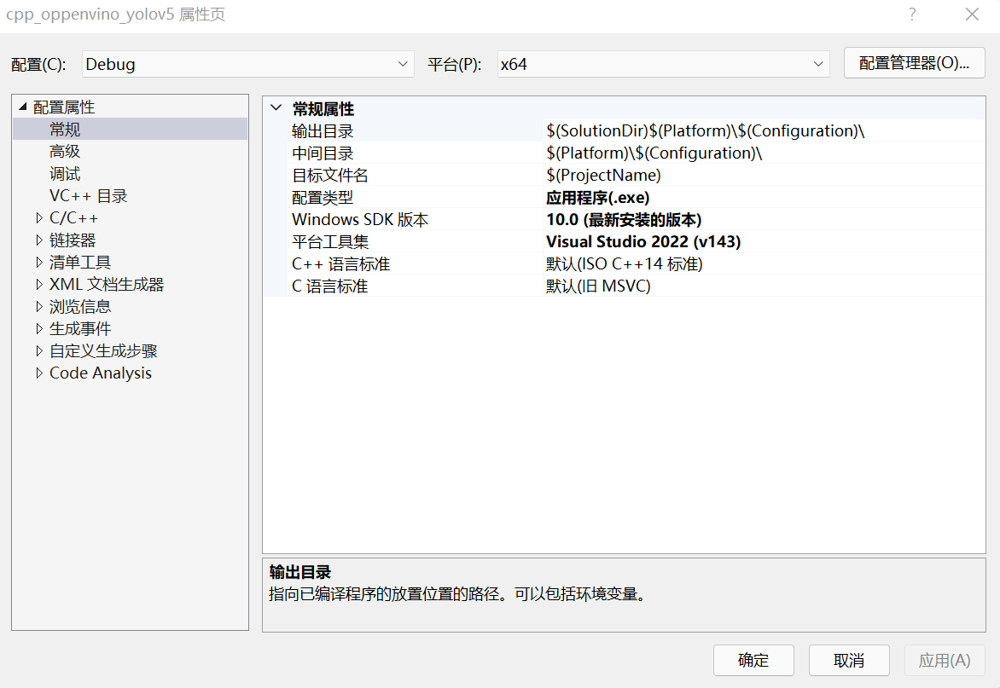 cpp_oppenvino_yolov5 属性页
配置(C): Debug 平台(P): x64 配置管理器(O)...
配置属性
常规
高级
调试
VC++ 目录
C/C++
链接器
清单工具
XML 文档生成器
浏览信息
生成事件
自定义生成步骤
Code Analysis
常规属性
输出目录 $(SolutionDir)$(Platform)\$(Configuration)\
中间目录 $(Platform)\$(Configuration)\
目标文件名 $(ProjectName)
配置类型 应用程序(.exe)
Windows SDK 版本 10.0 (最新安装的版本)
平台工具集 Visual Studio 2022 (v143)
C++ 语言标准 默认(ISO C++14 标准)
C 语言标准 默认(旧 MSVC)
输出目录
指向已编译程序的放置位置的路径。可以包括环境变量。
确定 取消 应用(A)